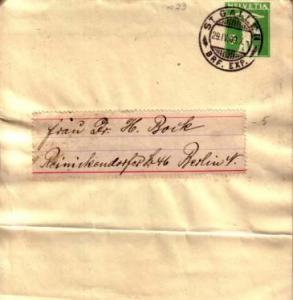 HELVETIA
ST. GALLEN
BRF. EXP.
Frau Dr. H. Bock
Reinickendorferstr. 46 Berlin N.